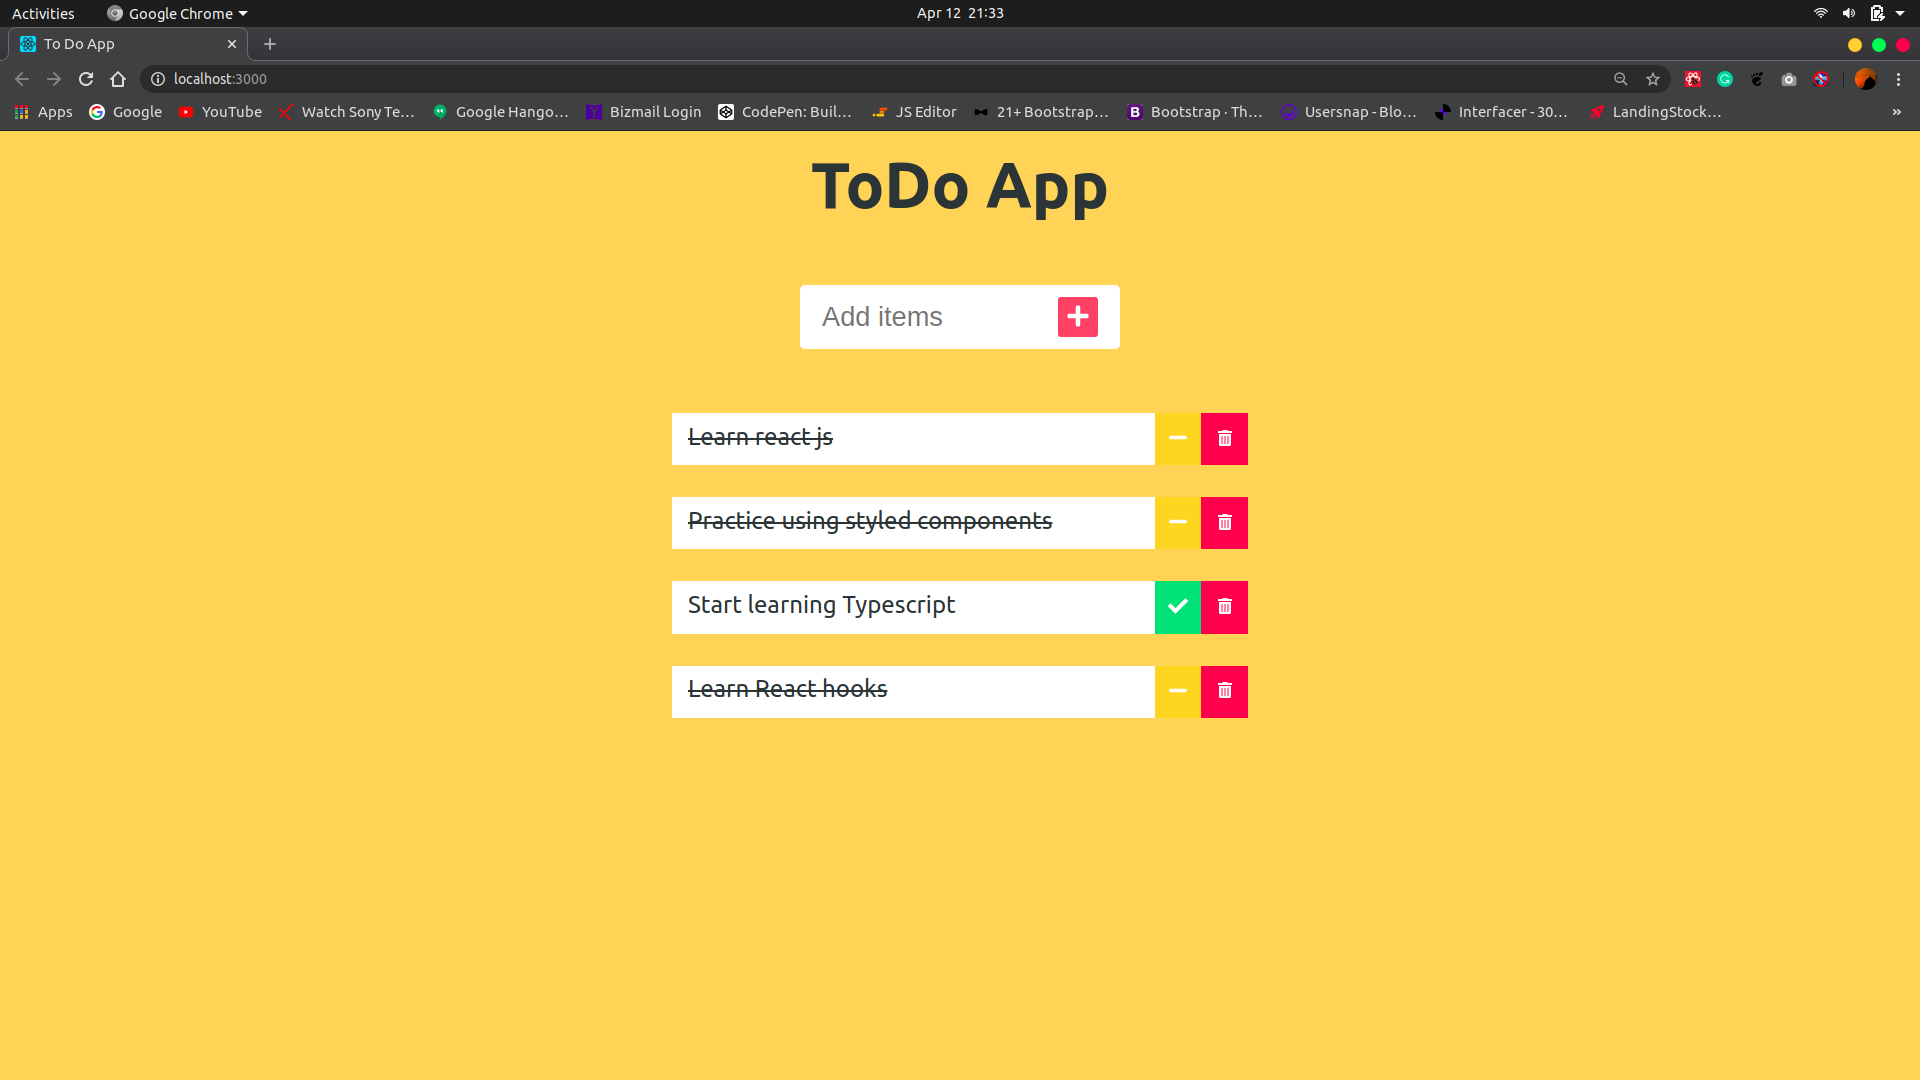 Activities Google Chrome Apr 12 21:33
To Do App
localhost:3000
Apps Google YouTube Watch Sony Te... Google Hango... Bizmail Login CodePen: Buil... JS Editor 21+ Bootstrap... Bootstrap · Th... Usersnap - Blo... Interfacer - 30... LandingStock... »
ToDo App
Add items
Learn react js
Practice using styled components
Start learning Typescript
Learn React hooks